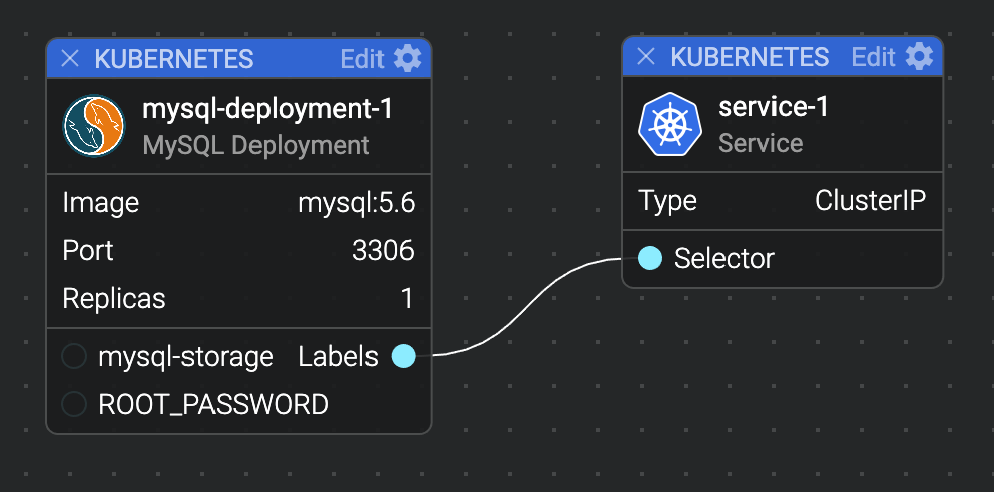 KUBERNETES Edit
mysql-deployment-1
MySQL Deployment
Image mysql:5.6
Port 3306
Replicas 1
mysql-storage Labels
ROOT_PASSWORD
KUBERNETES Edit
service-1
Service
Type ClusterIP
Selector